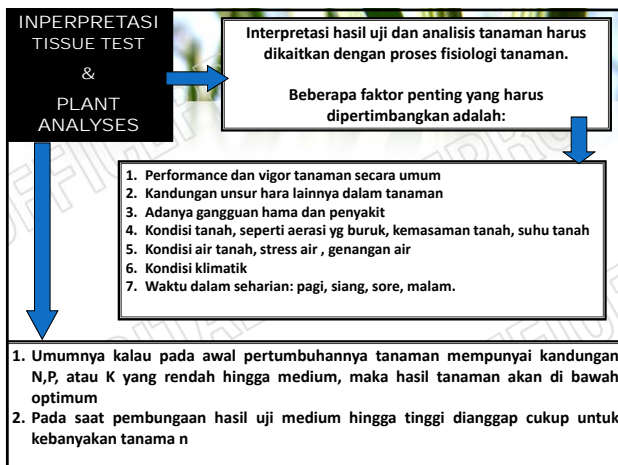 INPERPRETASI
TISSUE TEST
&
PLANT
ANALYSES
Interpretasi hasil uji dan analisis tanaman harus
dikaitkan dengan proses fisiologi tanaman.
Beberapa faktor penting yang harus
dipertimbangkan adalah:
1. Performance dan vigor tanaman secara umum
2. Kandungan unsur hara lainnya dalam tanaman
3. Adanya gangguan hama dan penyakit
4. Kondisi tanah, seperti aerasi yg buruk, kemasaman tanah, suhu tanah
5. Kondisi air tanah, stress air , genangan air
6. Kondisi klimatik
7. Waktu dalam seharian: pagi, siang, sore, malam.
1. Umumnya kalau pada awal pertumbuhannya tanaman mempunyai kandungan
N,P, atau K yang rendah hingga medium, maka hasil tanaman akan di bawah
optimum
2. Pada saat pembungaan hasil uji medium hingga tinggi dianggap cukup untuk
kebanyakan tanama n